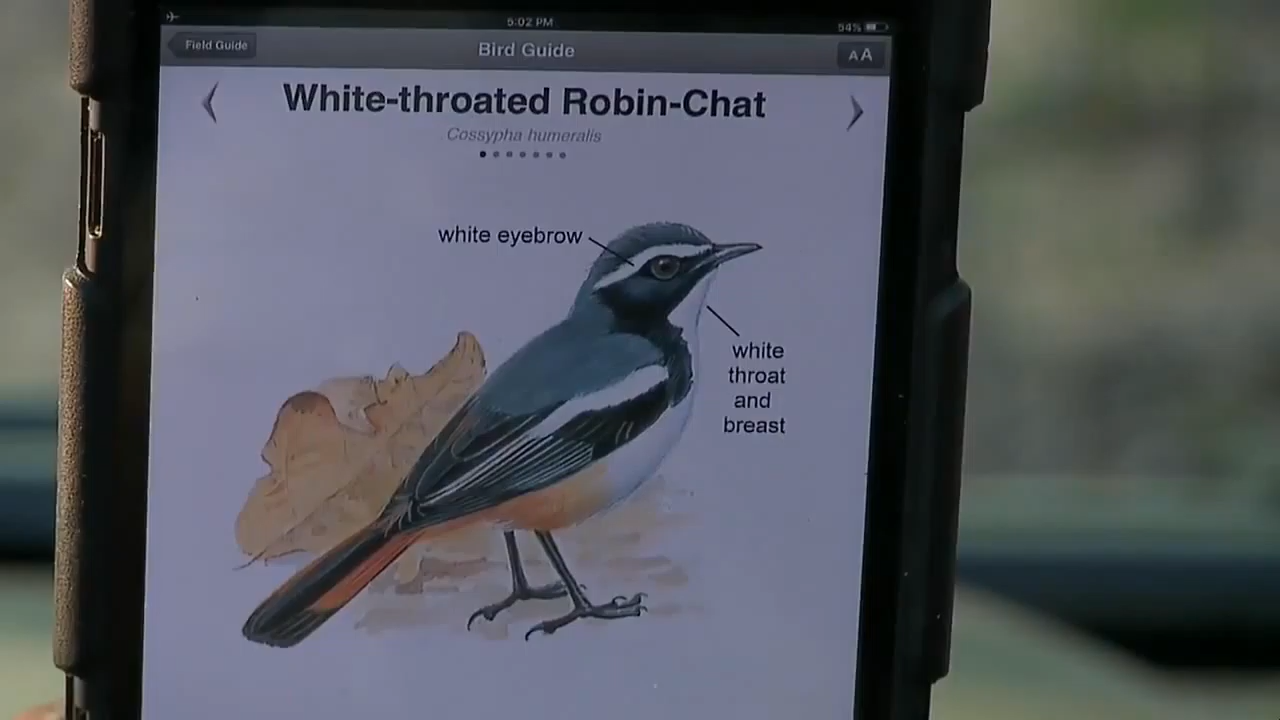 5:02 PM
54%
Field Guide
Bird Guide
AA
White-throated Robin-Chat
Cossypha humeralis
white eyebrow
white
throat
and
breast